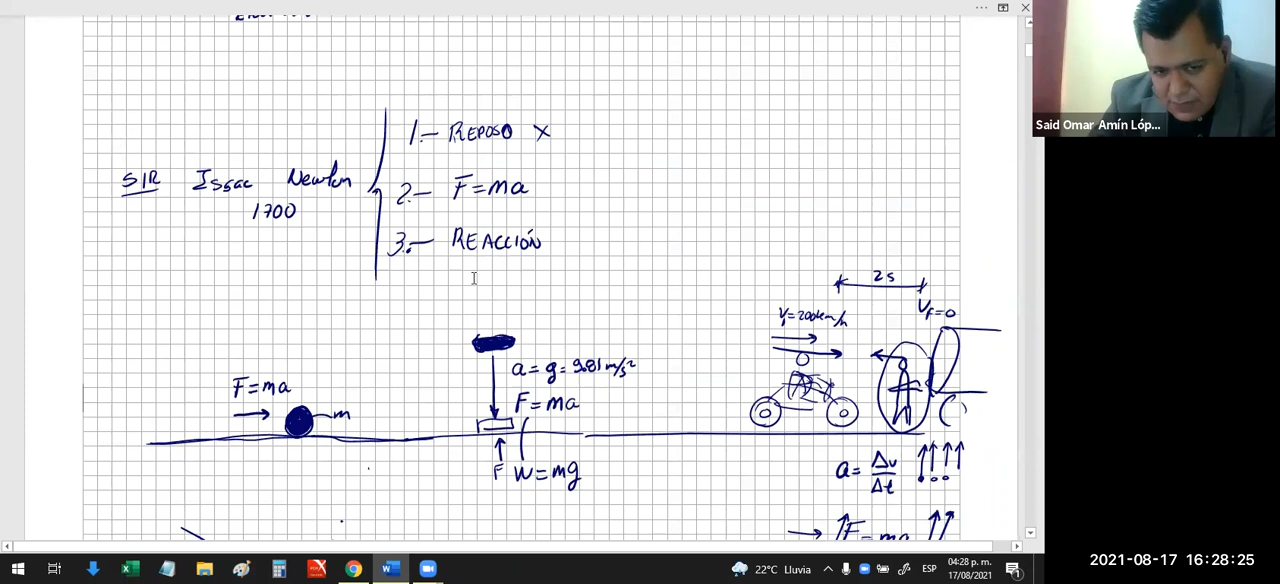 1.- REPOSO X
SIR Issac Newton
1700
2.- F=ma
3.- REACCIÓN
2s
V=200km/h
Vf=0
a=g=9.81m/s²
F=ma
F=ma
m
F W=mg
a=Δv/Δt
F=ma
Said Omar Amín Lóp...
22°C Lluvia
ESP
04:28 p. m.
17/08/2021
2021-08-17 16:28:25